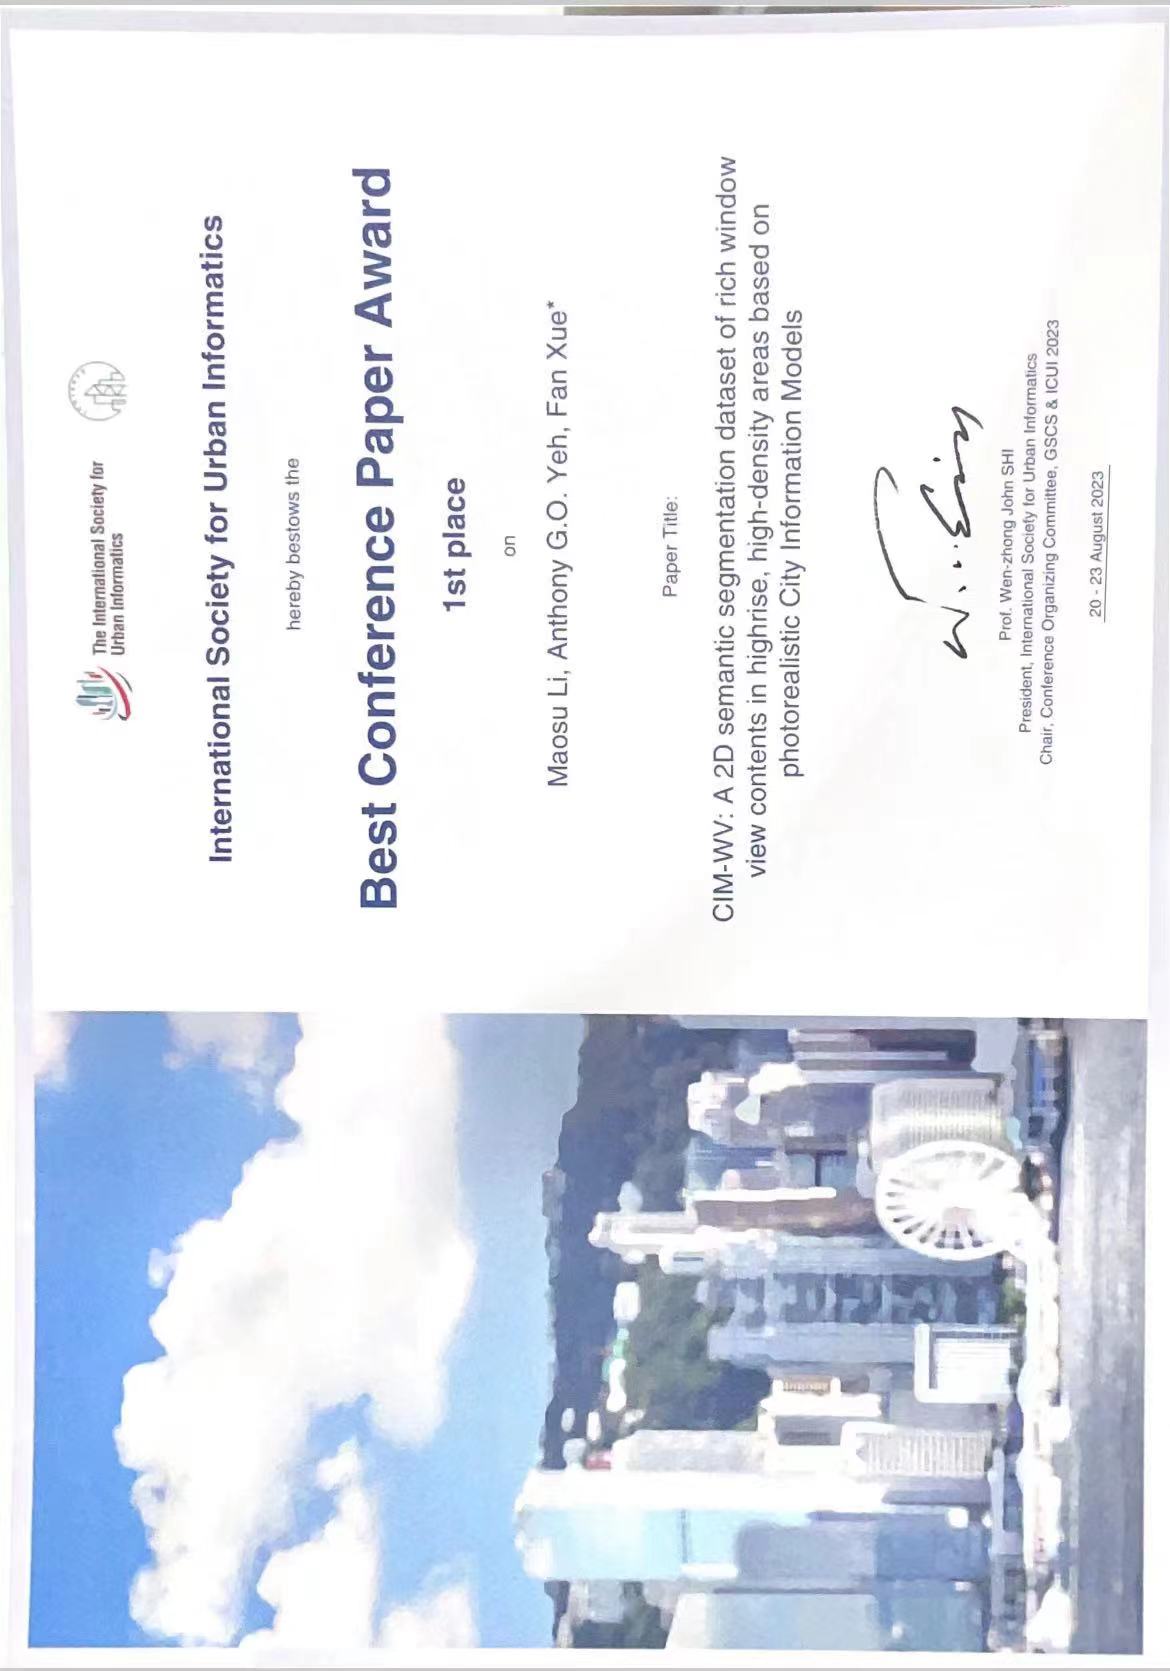 The International Society for
Urban Informatics
International Society for Urban Informatics
hereby bestows the
Best Conference Paper Award
1st place
on
Maosu Li, Anthony G.O. Yeh, Fan Xue*
Paper Title:
CIM-WV: A 2D semantic segmentation dataset of rich window
view contents in highrise, high-density areas based on
photorealistic City Information Models
Prof. Wen-zhong John SHI
President, International Society for Urban Informatics
Chair, Conference Organizing Committee, GSCS & ICUI 2023
20 - 23 August 2023